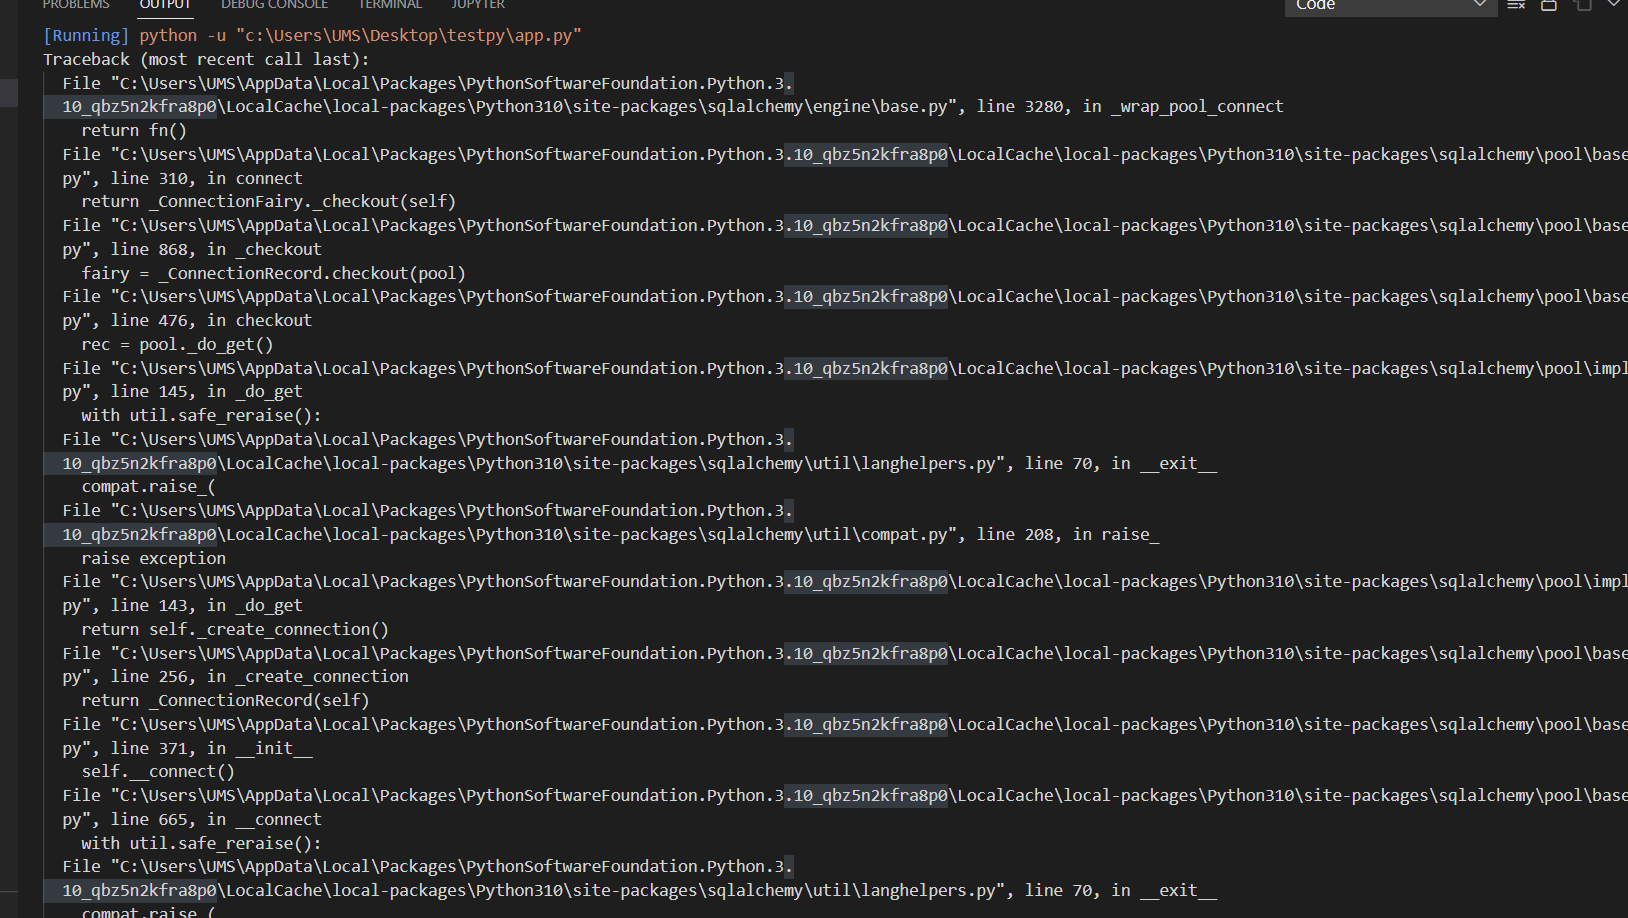 PROBLEMS OUTPUT DEBUG CONSOLE TERMINAL JUPYTER Code
[Running] python -u "c:\Users\UMS\Desktop\testpy\app.py"
Traceback (most recent call last):
File "C:\Users\UMS\AppData\Local\Packages\PythonSoftwareFoundation.Python.3.
10_qbz5n2kfra8p0\LocalCache\local-packages\Python310\site-packages\sqlalchemy\engine\base.py", line 3280, in _wrap_pool_connect
return fn()
File "C:\Users\UMS\AppData\Local\Packages\PythonSoftwareFoundation.Python.3.10_qbz5n2kfra8p0\LocalCache\local-packages\Python310\site-packages\sqlalchemy\pool\base
py", line 310, in connect
return _ConnectionFairy._checkout(self)
File "C:\Users\UMS\AppData\Local\Packages\PythonSoftwareFoundation.Python.3.10_qbz5n2kfra8p0\LocalCache\local-packages\Python310\site-packages\sqlalchemy\pool\base
py", line 868, in _checkout
fairy = _ConnectionRecord.checkout(pool)
File "C:\Users\UMS\AppData\Local\Packages\PythonSoftwareFoundation.Python.3.10_qbz5n2kfra8p0\LocalCache\local-packages\Python310\site-packages\sqlalchemy\pool\base
py", line 476, in checkout
rec = pool._do_get()
File "C:\Users\UMS\AppData\Local\Packages\PythonSoftwareFoundation.Python.3.10_qbz5n2kfra8p0\LocalCache\local-packages\Python310\site-packages\sqlalchemy\pool\impl
py", line 145, in _do_get
with util.safe_reraise():
File "C:\Users\UMS\AppData\Local\Packages\PythonSoftwareFoundation.Python.3.
10_qbz5n2kfra8p0\LocalCache\local-packages\Python310\site-packages\sqlalchemy\util\langhelpers.py", line 70, in __exit__
compat.raise_(
File "C:\Users\UMS\AppData\Local\Packages\PythonSoftwareFoundation.Python.3.
10_qbz5n2kfra8p0\LocalCache\local-packages\Python310\site-packages\sqlalchemy\util\compat.py", line 208, in raise_
raise exception
File "C:\Users\UMS\AppData\Local\Packages\PythonSoftwareFoundation.Python.3.10_qbz5n2kfra8p0\LocalCache\local-packages\Python310\site-packages\sqlalchemy\pool\impl
py", line 143, in _do_get
return self._create_connection()
File "C:\Users\UMS\AppData\Local\Packages\PythonSoftwareFoundation.Python.3.10_qbz5n2kfra8p0\LocalCache\local-packages\Python310\site-packages\sqlalchemy\pool\base
py", line 256, in _create_connection
return _ConnectionRecord(self)
File "C:\Users\UMS\AppData\Local\Packages\PythonSoftwareFoundation.Python.3.10_qbz5n2kfra8p0\LocalCache\local-packages\Python310\site-packages\sqlalchemy\pool\base
py", line 371, in __init__
self.__connect()
File "C:\Users\UMS\AppData\Local\Packages\PythonSoftwareFoundation.Python.3.10_qbz5n2kfra8p0\LocalCache\local-packages\Python310\site-packages\sqlalchemy\pool\base
py", line 665, in __connect
with util.safe_reraise():
File "C:\Users\UMS\AppData\Local\Packages\PythonSoftwareFoundation.Python.3.
10_qbz5n2kfra8p0\LocalCache\local-packages\Python310\site-packages\sqlalchemy\util\langhelpers.py", line 70, in __exit__
compat.raise_(